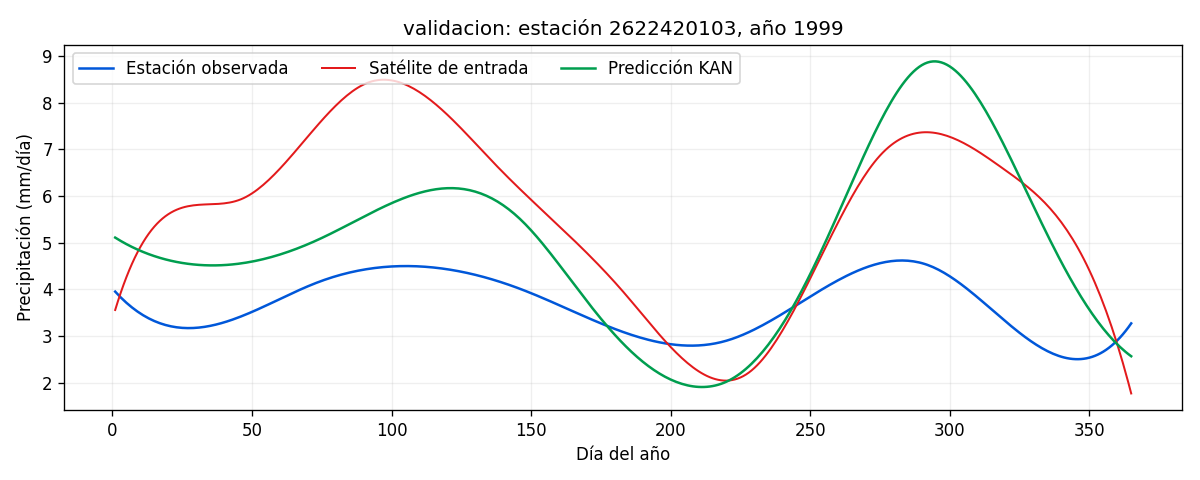 validacion: estación 2622420103, año 1999
Estación observada
Satélite de entrada
Predicción KAN
Precipitación (mm/día)
9
8
7
6
5
4
3
2
0
50
100
150
200
250
300
350
Día del año